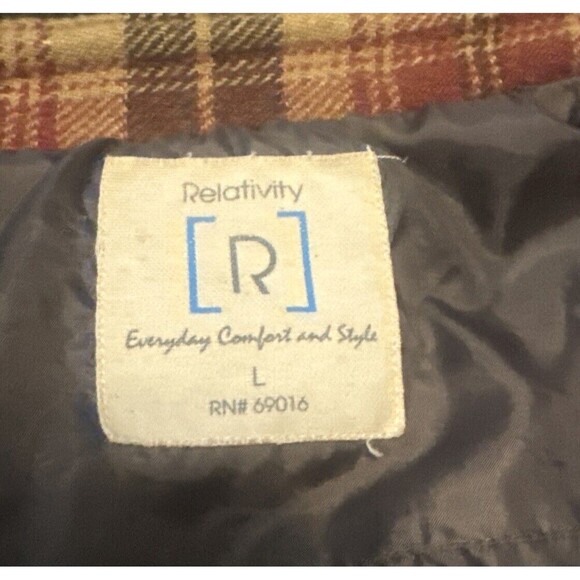 Relativity
[R]
Everyday Comfort and Style
L
RN# 69016